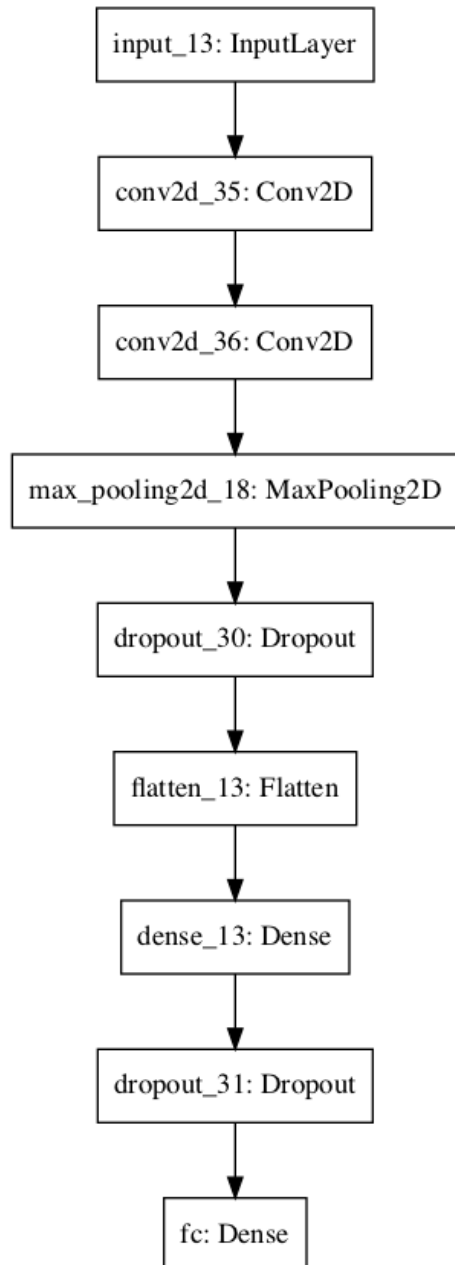 input_13: InputLayer
conv2d_35: Conv2D
conv2d_36: Conv2D
max_pooling2d_18: MaxPooling2D
dropout_30: Dropout
flatten_13: Flatten
dense_13: Dense
dropout_31: Dropout
fc: Dense